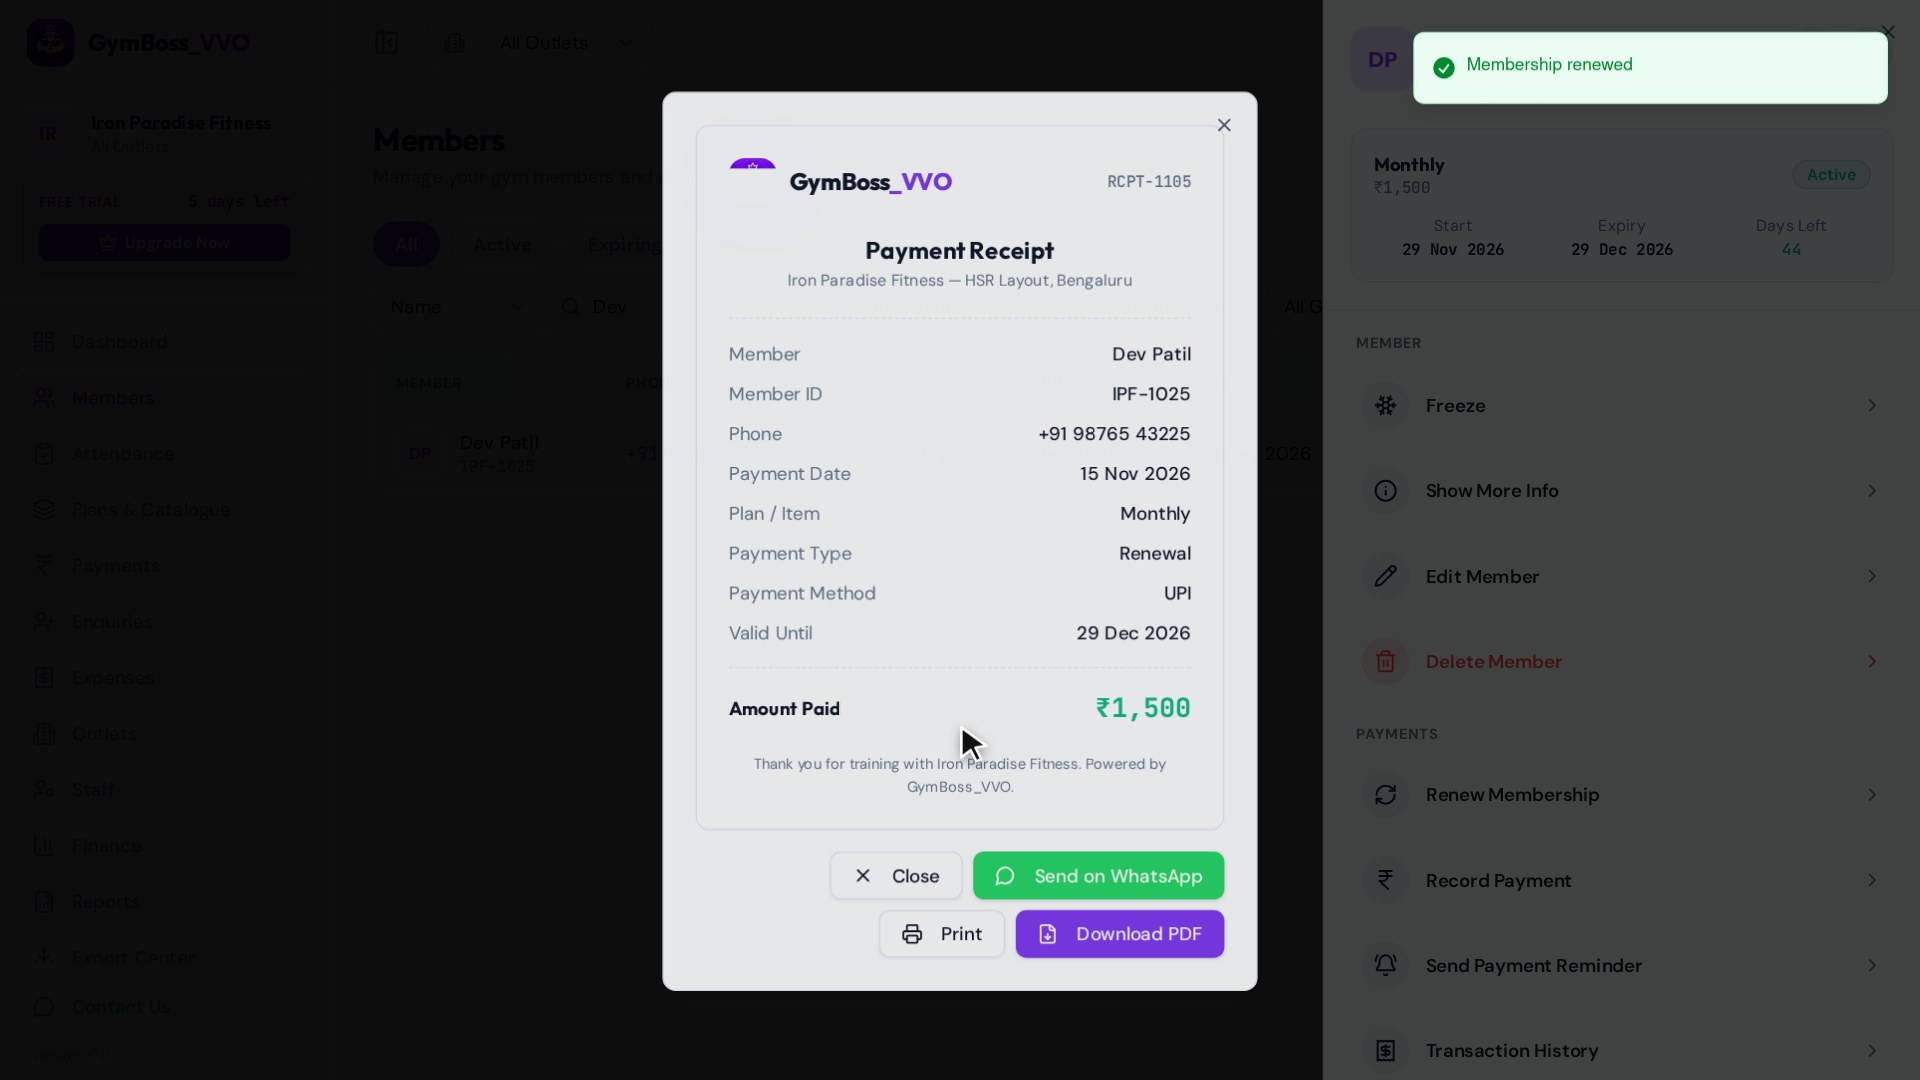 GymBoss_VVO
All Outlets
Iron Paradise Fitness
All Outlets
FREE TRIAL 5 days left
Upgrade Now
Dashboard
Members
Attendance
Plans & Catalogue
Payments
Enquiries
Expenses
Outlets
Staff
Finance
Reports
Export Center
Contact Us
Members
Manage your gym members and
All Active Expiring
Name Dev All G
MEMBER
DP Dev Patil
IPF-1025
+91
2026
GymBoss_VVO RCPT-1105
Payment Receipt
Iron Paradise Fitness — HSR Layout, Bengaluru
Member Dev Patil
Member ID IPF-1025
Phone +91 98765 43225
Payment Date 15 Nov 2026
Plan / Item Monthly
Payment Type Renewal
Payment Method UPI
Valid Until 29 Dec 2026
Amount Paid ₹1,500
Thank you for training with Iron Paradise Fitness. Powered by
GymBoss_VVO.
Close Send on WhatsApp
Print Download PDF
DP
Membership renewed
Monthly
₹1,500
Active
Start Expiry Days Left
29 Nov 2026 29 Dec 2026 44
MEMBER
Freeze
Show More Info
Edit Member
Delete Member
PAYMENTS
Renew Membership
Record Payment
Send Payment Reminder
Transaction History